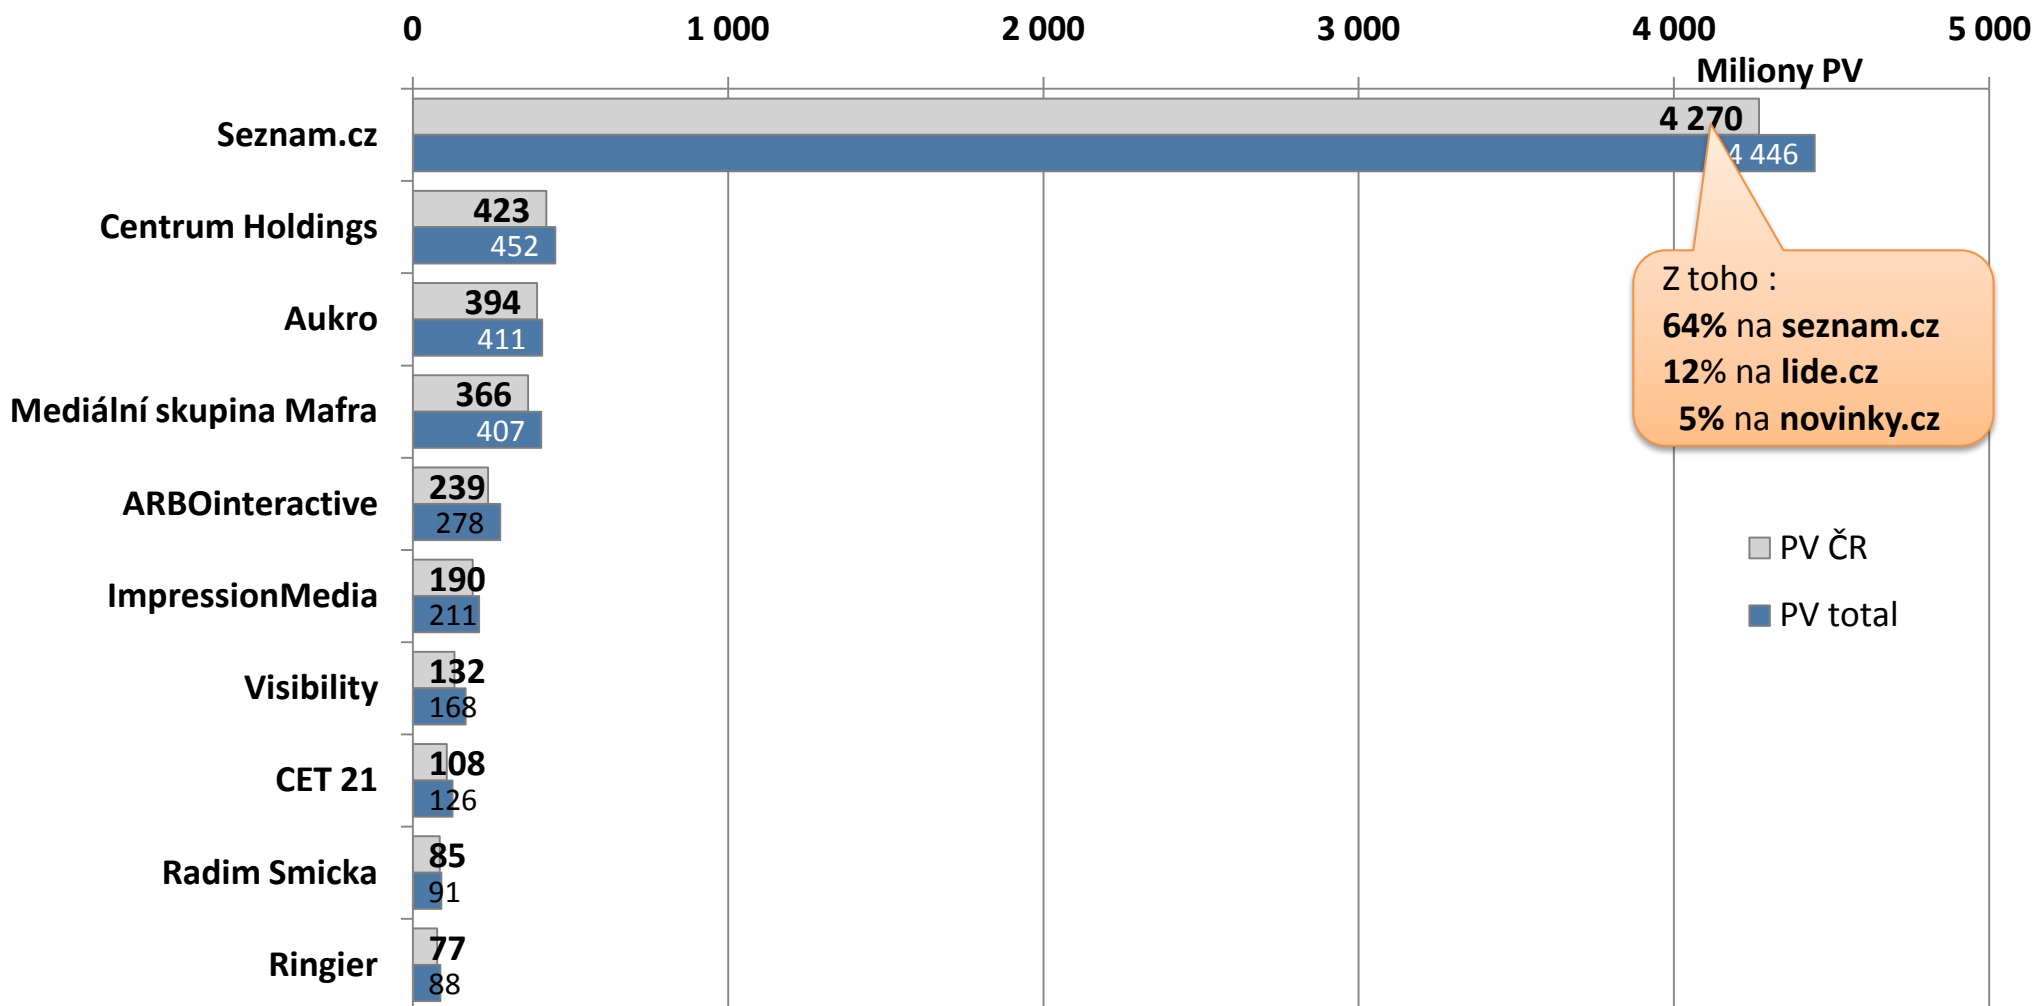 0 1 000 2 000 3 000 4 000 5 000
Miliony PV
Seznam.cz
4 270
4 446
Centrum Holdings
423
452
Aukro
394
411
Mediální skupina Mafra
366
407
ARBOinteractive
239
278
ImpressionMedia
190
211
Visibility
132
168
CET 21
108
126
Radim Smicka
85
91
Ringier
77
88
Z toho :
64% na seznam.cz
12% na lide.cz
5% na novinky.cz
PV ČR
PV total